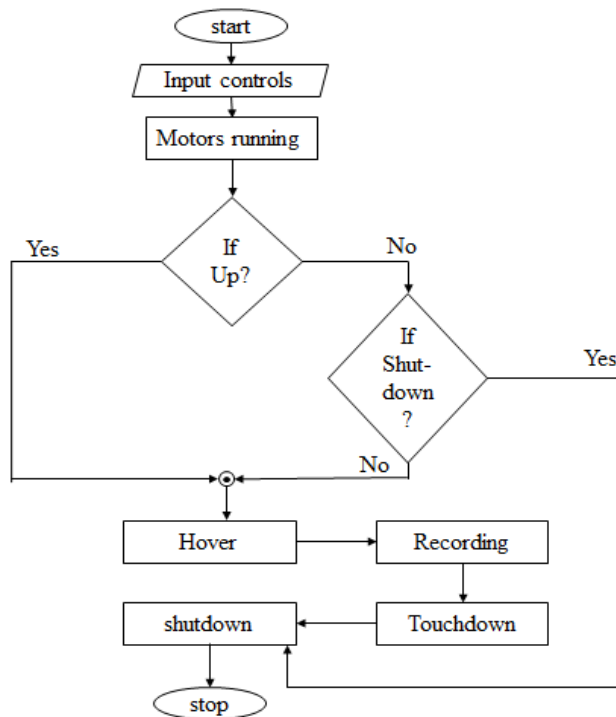 start
Input controls
Motors running
Yes
If
Up?
No
If
Shut-
down
?
Yes
No
Hover
Recording
shutdown
Touchdown
stop